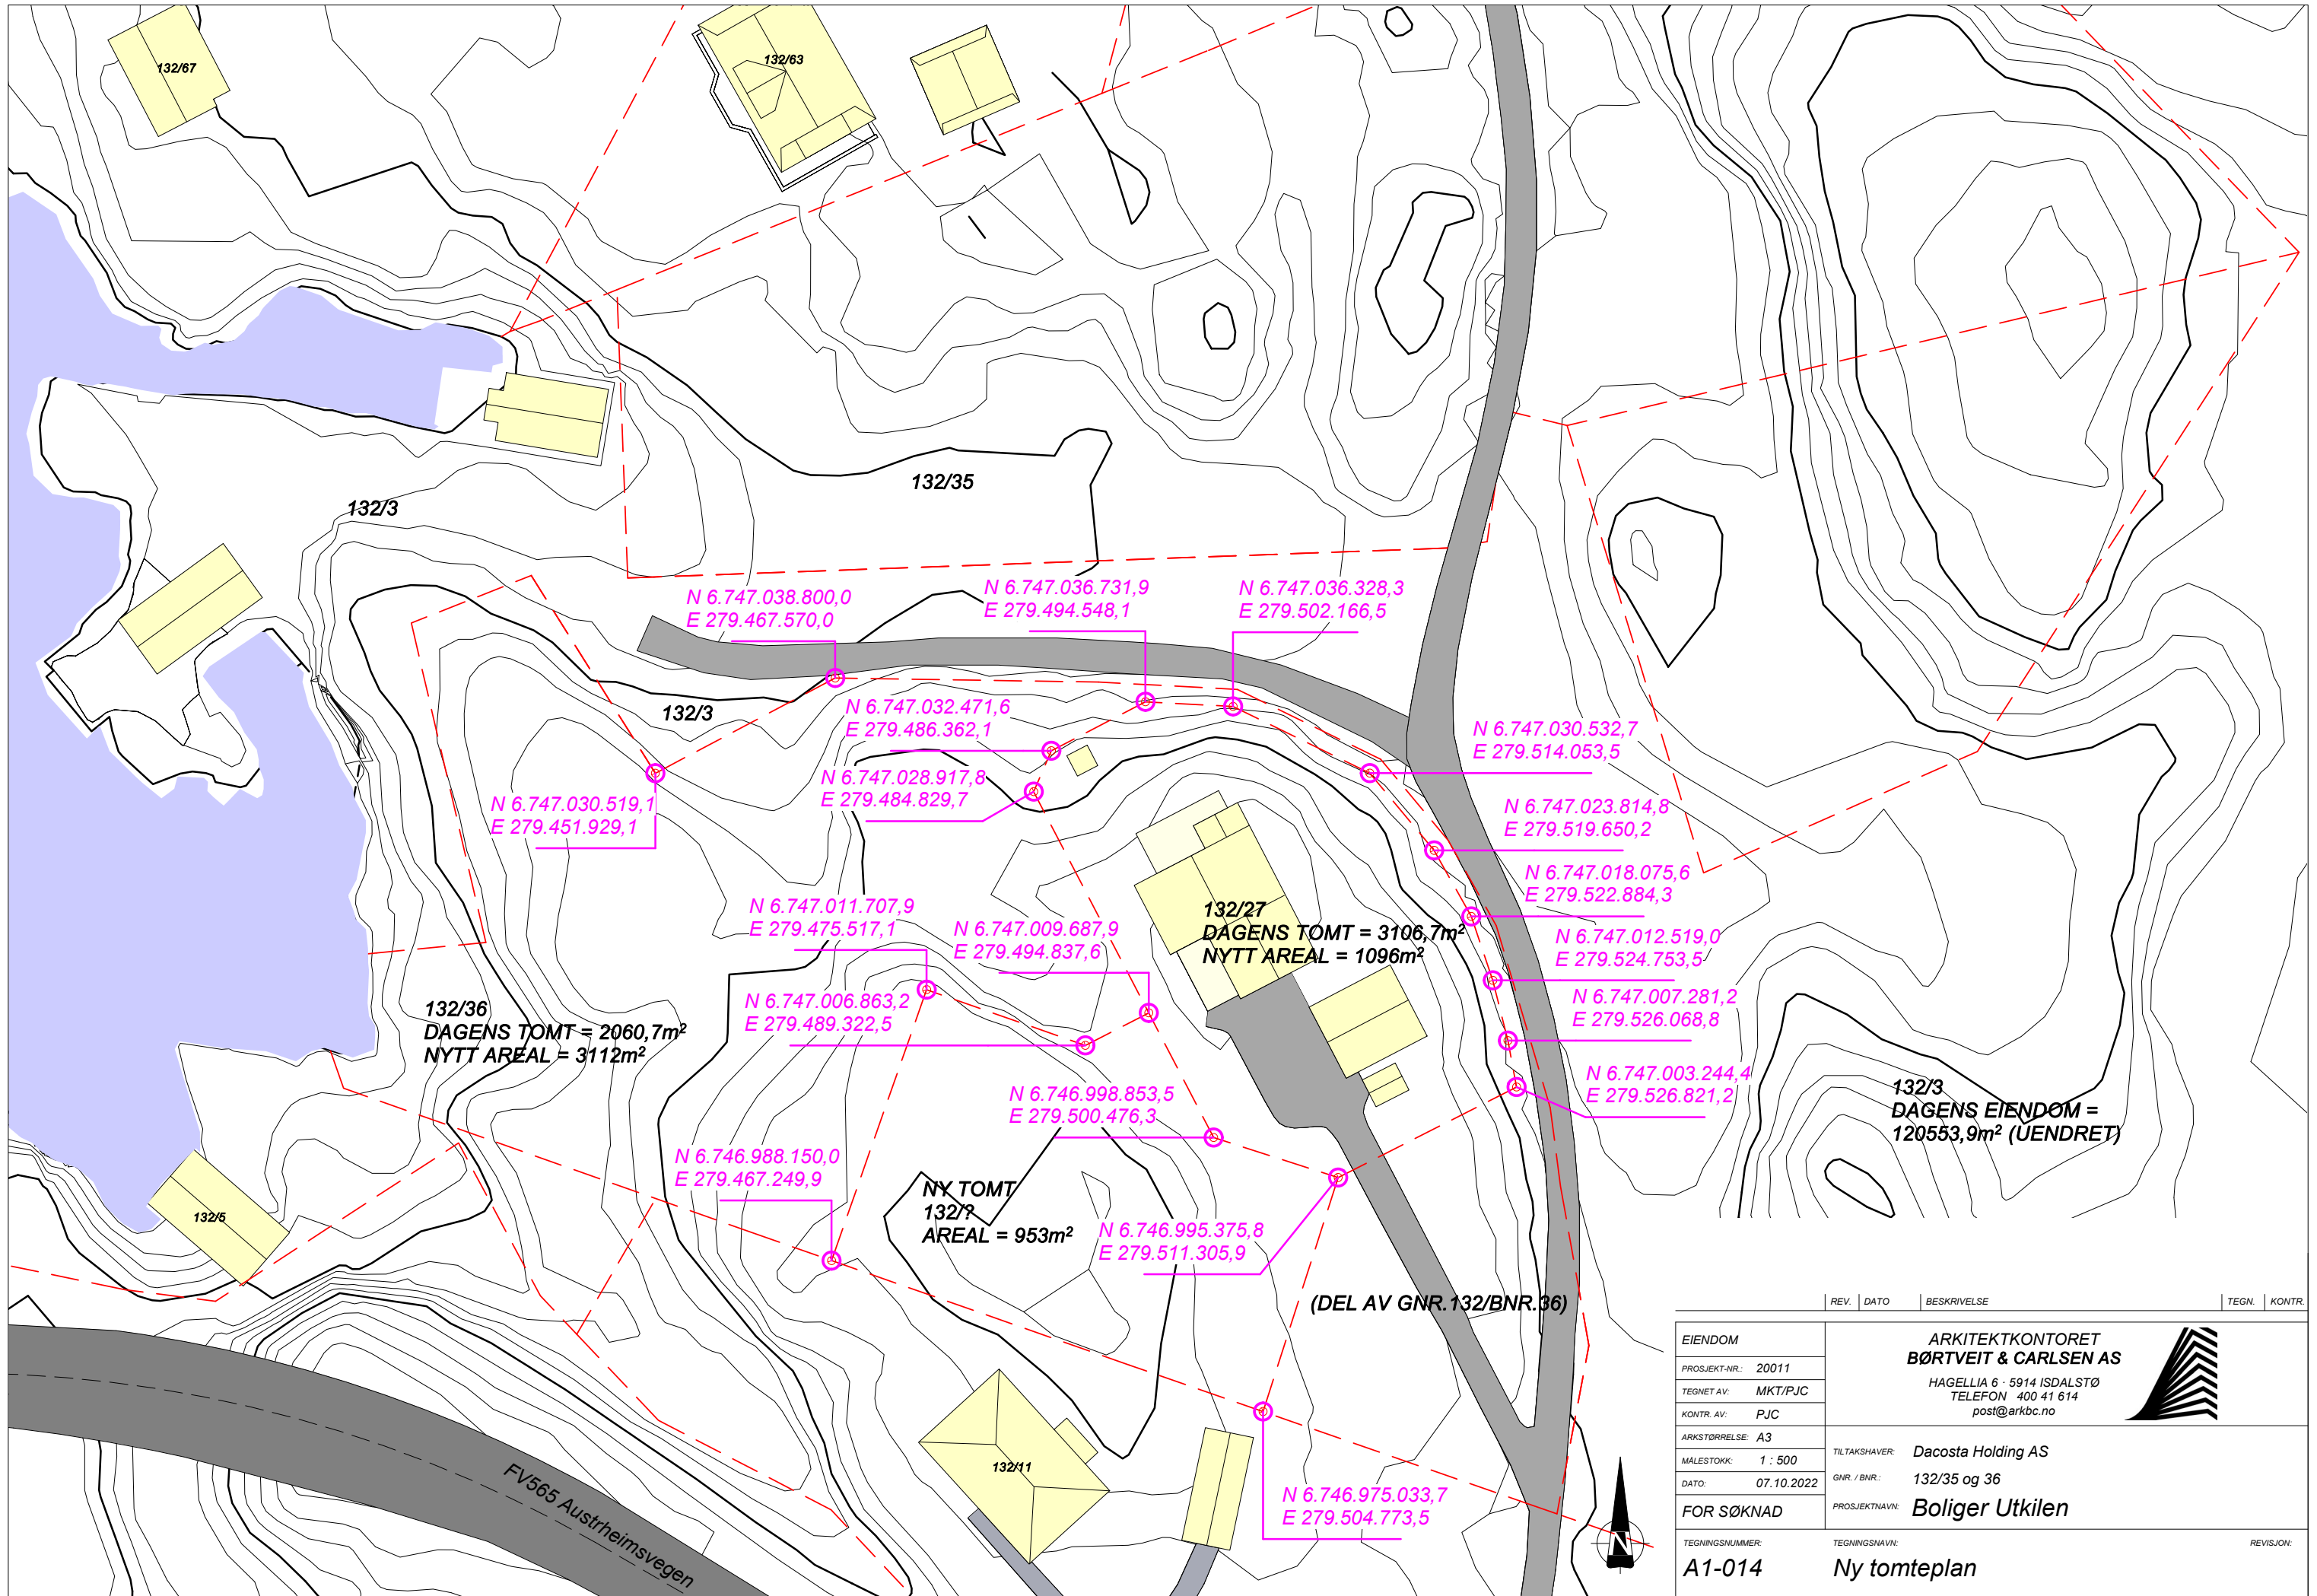 132/67
132/63
132/35
132/3
N 6.747.038.800,0
E 279.467.570,0
N 6.747.036.731,9
E 279.494.548,1
N 6.747.036.328,3
E 279.502.166,5
132/3
N 6.747.032.471,6
E 279.486.362,1
N 6.747.030.532,7
E 279.514.053,5
N 6.747.028.917,8
E 279.484.829,7
N 6.747.030.519,1
E 279.451.929,1
N 6.747.023.814,8
E 279.519.650,2
N 6.747.018.075,6
E 279.522.884,3
N 6.747.011.707,9
E 279.475.517,1
N 6.747.009.687,9
E 279.494.837,6
132/27
DAGENS TOMT = 3106,7m²
NYTT AREAL = 1096m²
N 6.747.012.519,0
E 279.524.753,5
N 6.747.006.863,2
E 279.489.322,5
N 6.747.007.281,2
E 279.526.068,8
132/36
DAGENS TOMT = 2060,7m²
NYTT AREAL = 3112m²
N 6.747.003.244,4
E 279.526.821,2
N 6.746.998.853,5
E 279.500.476,3
132/3
DAGENS EIENDOM =
120553,9m² (UENDRET)
N 6.746.988.150,0
E 279.467.249,9
NY TOMT
132/?
AREAL = 953m²
132/5
N 6.746.995.375,8
E 279.511.305,9
(DEL AV GNR.132/BNR.36)
132/11
N 6.746.975.033,7
E 279.504.773,5
FV565 Austrheimsvegen
N
REV. DATO BESKRIVELSE TEGN. KONTR.
EIENDOM
PROSJEKT-NR.: 20011
TEGNET AV: MKT/PJC
KONTR. AV: PJC
ARKSTØRRELSE: A3
MÅLESTOKK: 1 : 500
DATO: 07.10.2022
FOR SØKNAD
ARKITEKTKONTORET
BØRTVEIT & CARLSEN AS
HAGELLIA 6 · 5914 ISDALSTØ
TELEFON 400 41 614
post@arkbc.no
TILTAKSHAVER: Dacosta Holding AS
GNR. / BNR.: 132/35 og 36
PROSJEKTNAVN: Boliger Utkilen
TEGNINGSNUMMER: TEGNINGSNAVN: REVISJON:
A1-014 Ny tomteplan